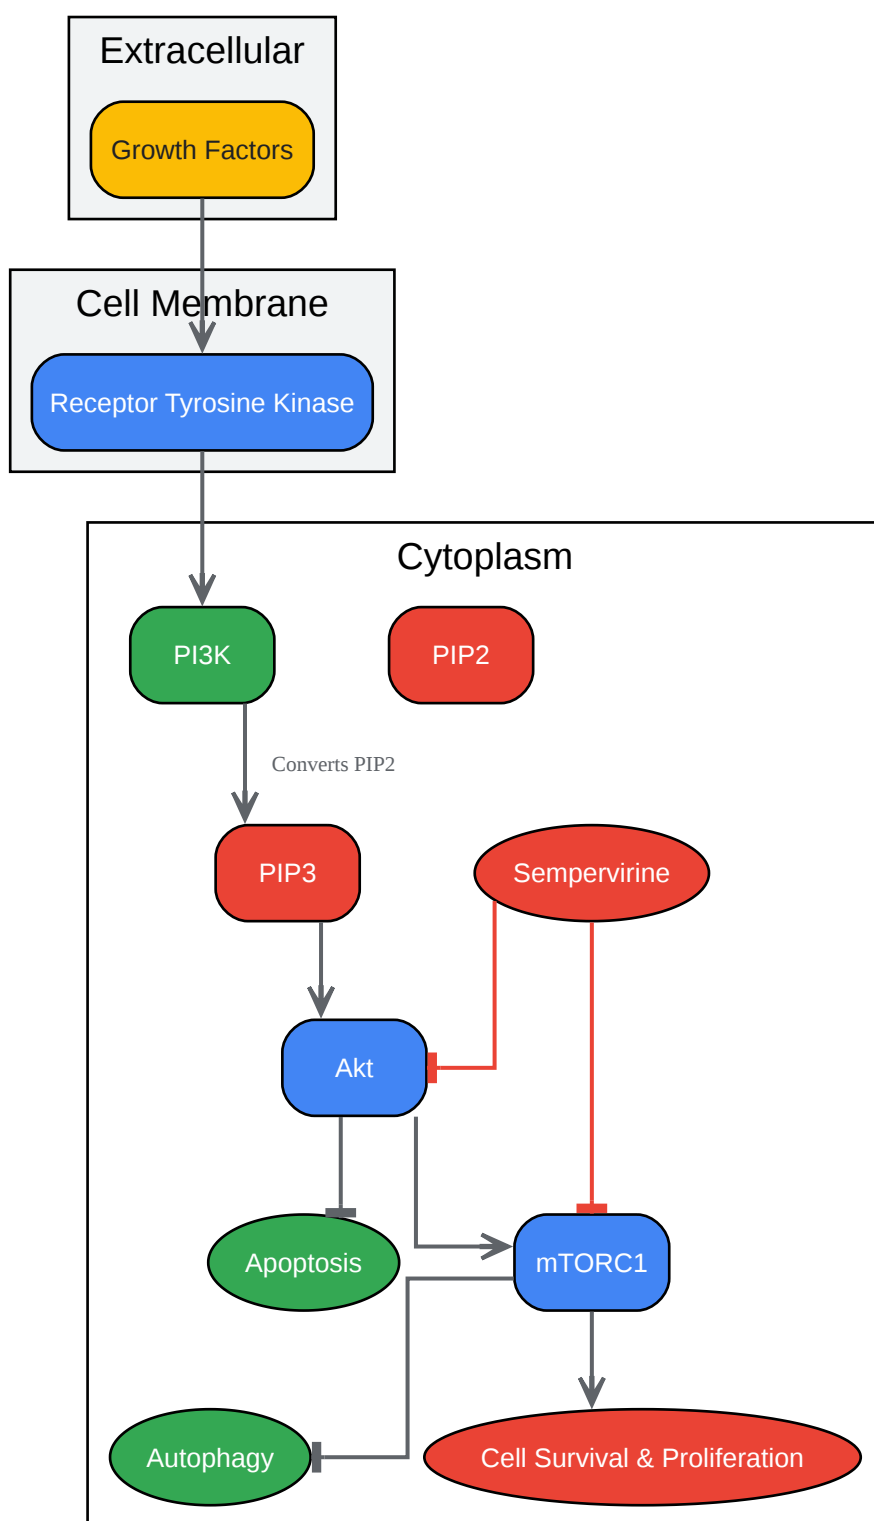 Extracellular
Growth Factors
Cell Membrane
Receptor Tyrosine Kinase
Cytoplasm
PI3K
PIP2
Converts PIP2
PIP3
Sempervirine
Akt
Apoptosis
mTORC1
Autophagy
Cell Survival & Proliferation